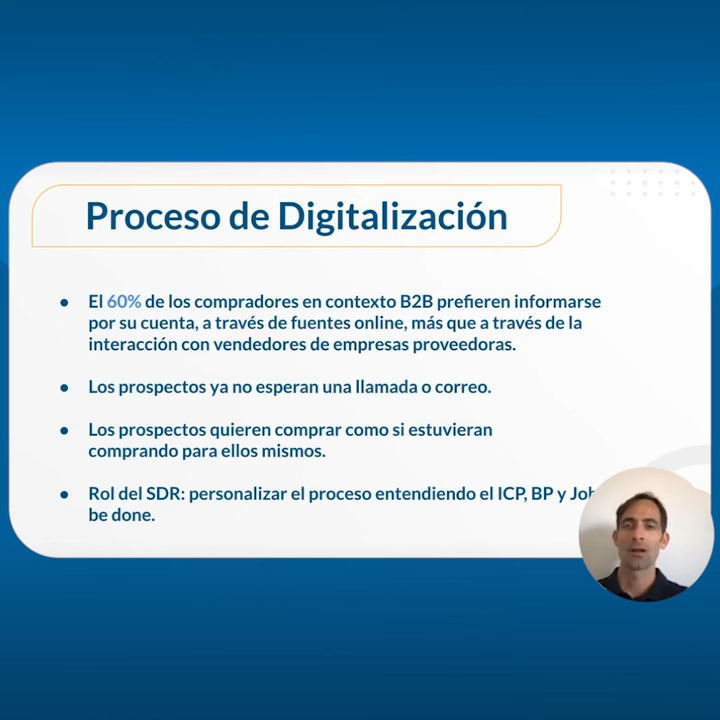 Proceso de Digitalización
● El 60% de los compradores en contexto B2B prefieren informarse
por su cuenta, a través de fuentes online, más que a través de la
interacción con vendedores de empresas proveedoras.
● Los prospectos ya no esperan una llamada o correo.
● Los prospectos quieren comprar como si estuvieran
comprando para ellos mismos.
● Rol del SDR: personalizar el proceso entendiendo el ICP, BP y
be done.